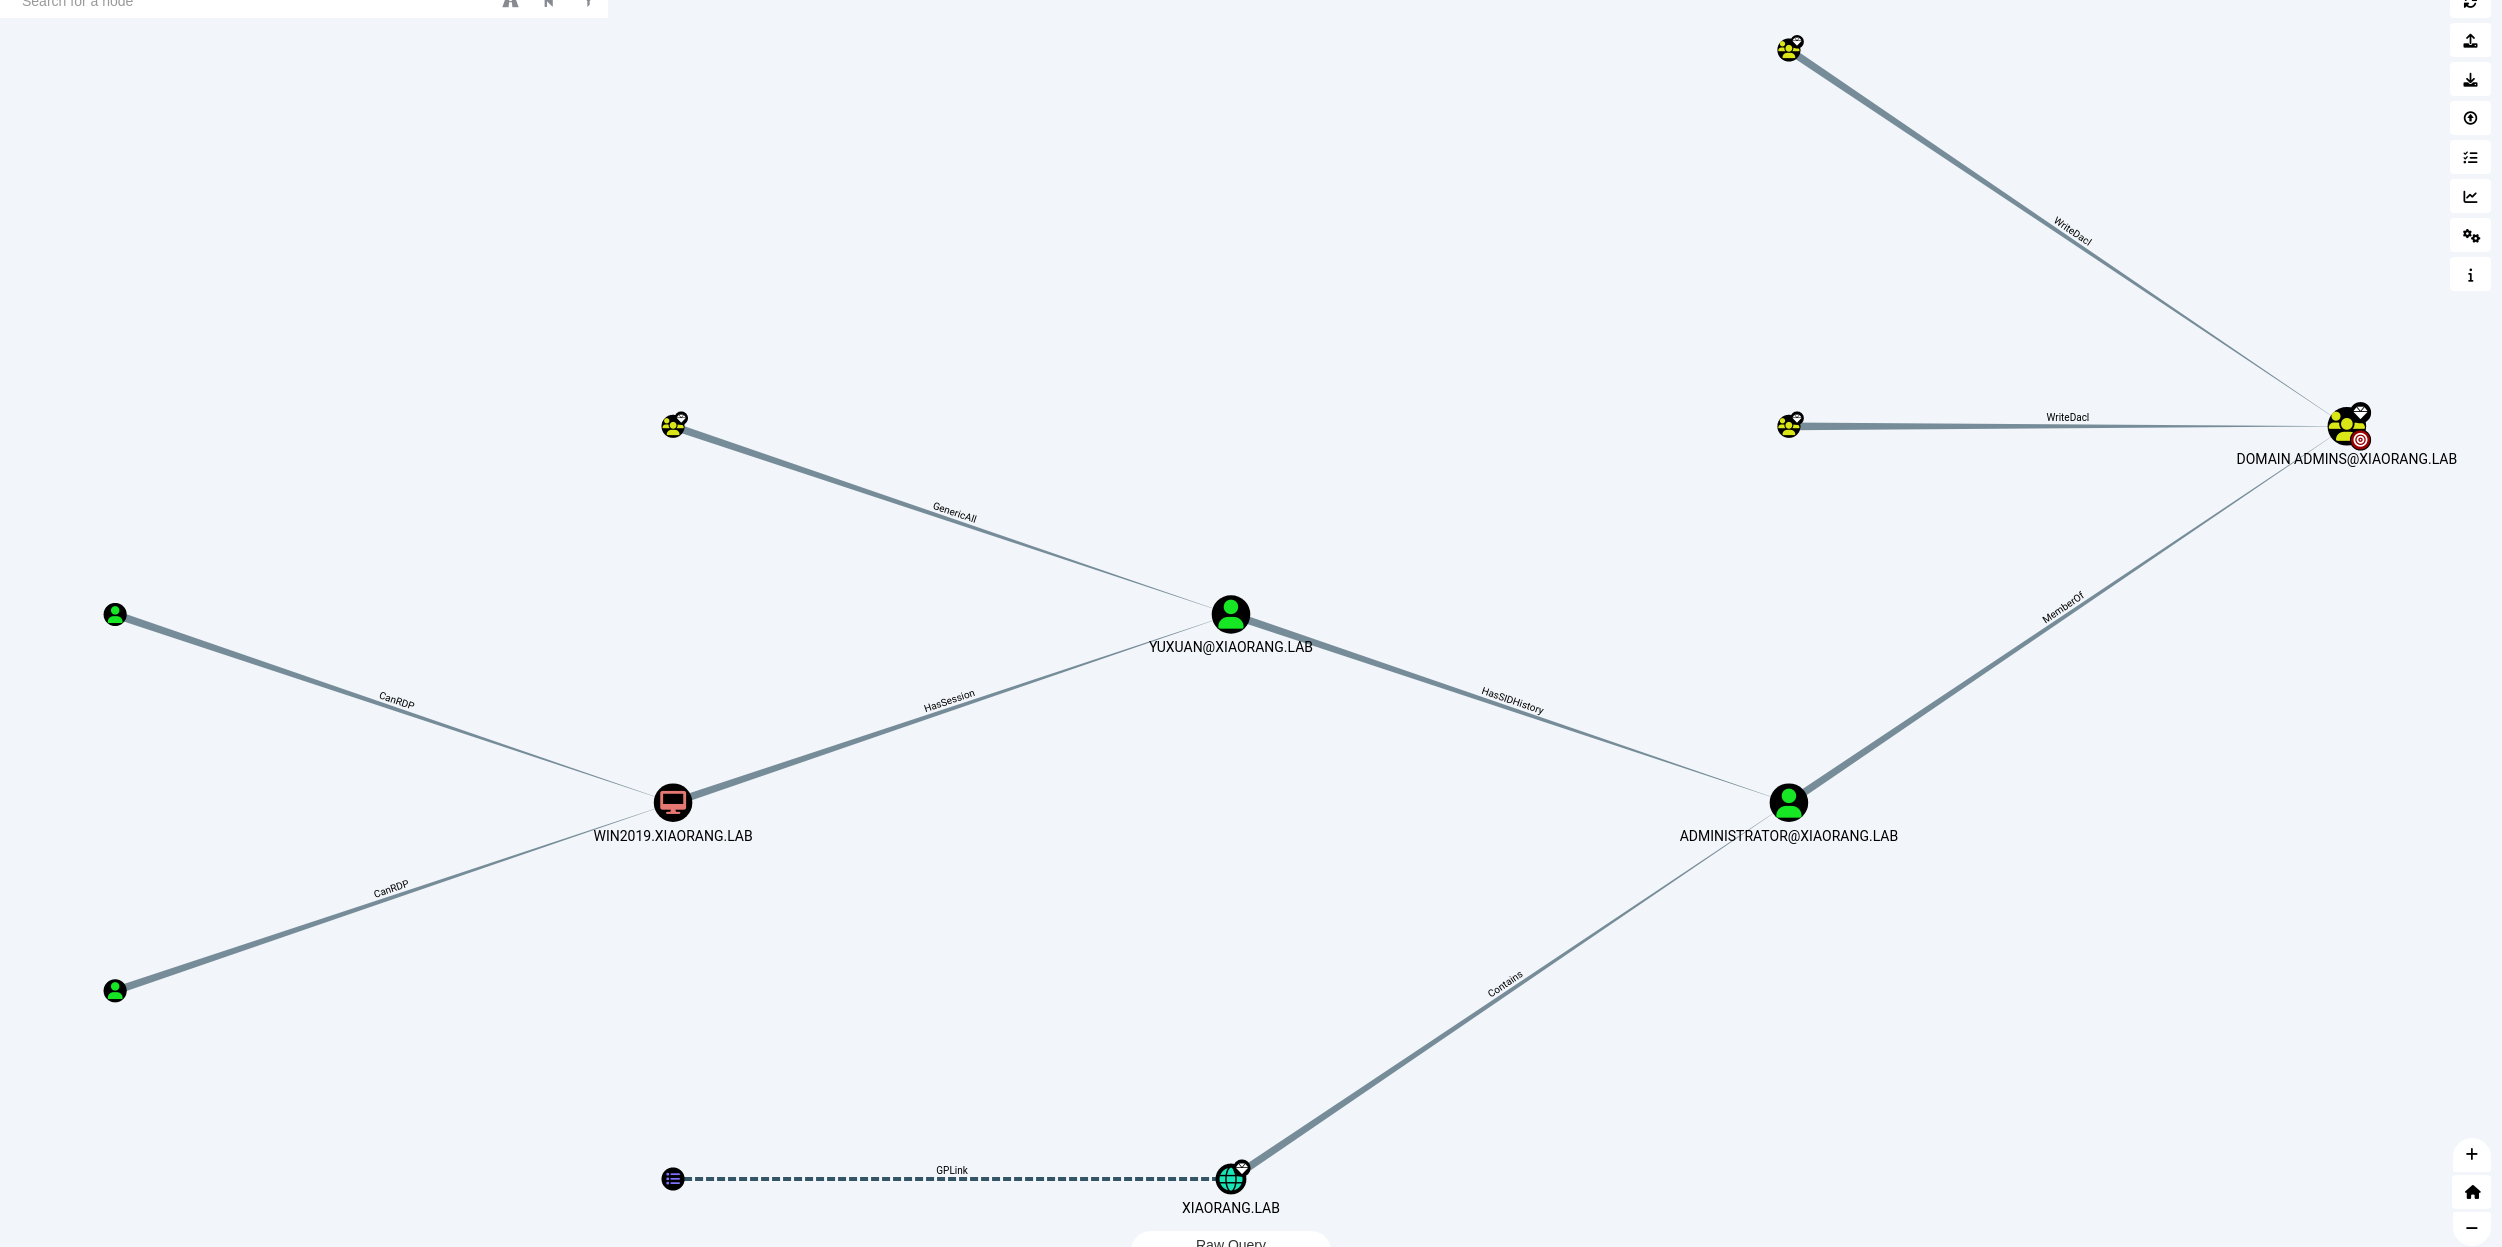 Search for a node
WriteDacl
WriteDacl
DOMAIN ADMINS@XIAORANG.LAB
GenericAll
MemberOf
YUXUAN@XIAORANG.LAB
CanRDP
HasSession
HasSIDHistory
WIN2019.XIAORANG.LAB
ADMINISTRATOR@XIAORANG.LAB
CanRDP
Contains
GPLink
XIAORANG.LAB
Raw Query